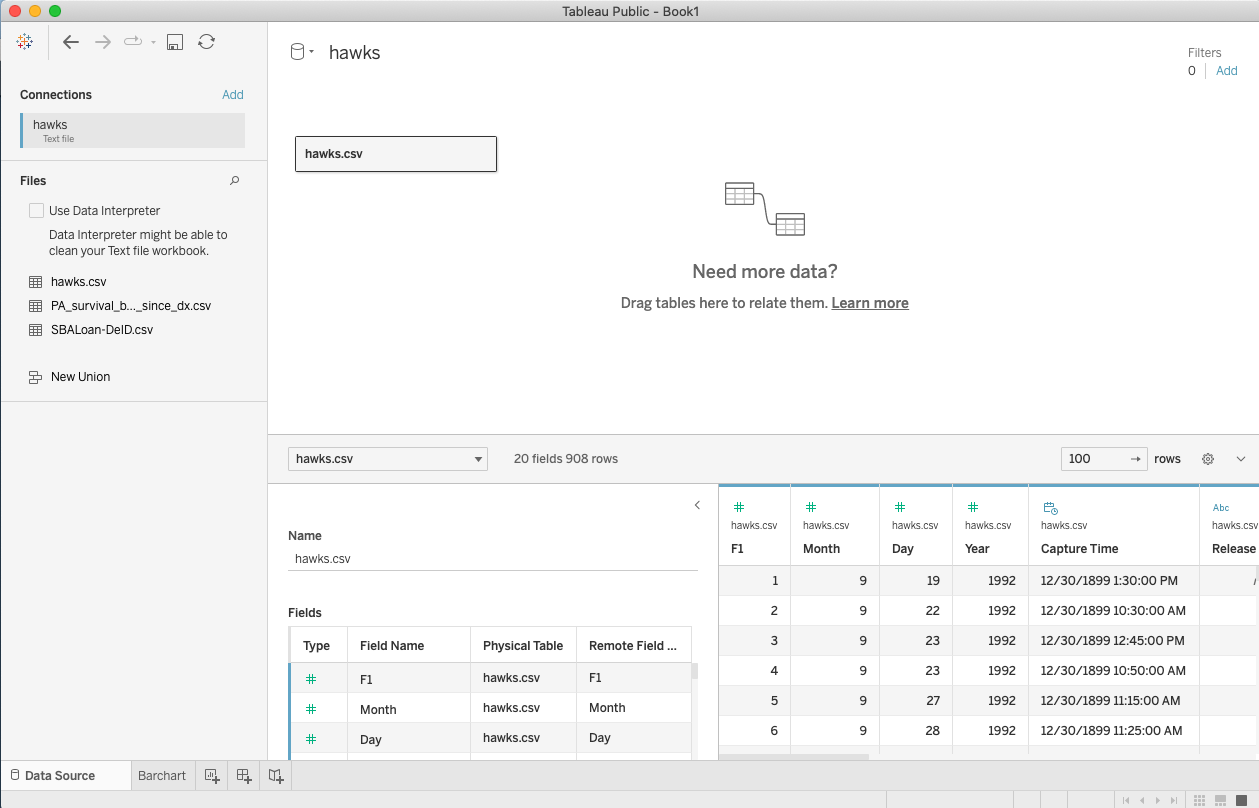 Tableau Public - Book1
hawks
Filters
0 Add
Connections Add
hawks
Text file
hawks.csv
Files
Use Data Interpreter
Data Interpreter might be able to
clean your Text file workbook.
hawks.csv
PA_survival_b..._since_dx.csv
SBALoan-DeID.csv
New Union
Need more data?
Drag tables here to relate them. Learn more
hawks.csv 20 fields 908 rows 100 rows
Name
hawks.csv
Fields
Type Field Name Physical Table Remote Field ...
F1 hawks.csv F1
Month hawks.csv Month
Day hawks.csv Day
Abc
hawks.csv hawks.csv hawks.csv hawks.csv hawks.csv hawks.csv
F1 Month Day Year Capture Time Release
1 9 19 1992 12/30/1899 1:30:00 PM
2 9 22 1992 12/30/1899 10:30:00 AM
3 9 23 1992 12/30/1899 12:45:00 PM
4 9 23 1992 12/30/1899 10:50:00 AM
5 9 27 1992 12/30/1899 11:15:00 AM
6 9 28 1992 12/30/1899 11:25:00 AM
Data Source Barchart